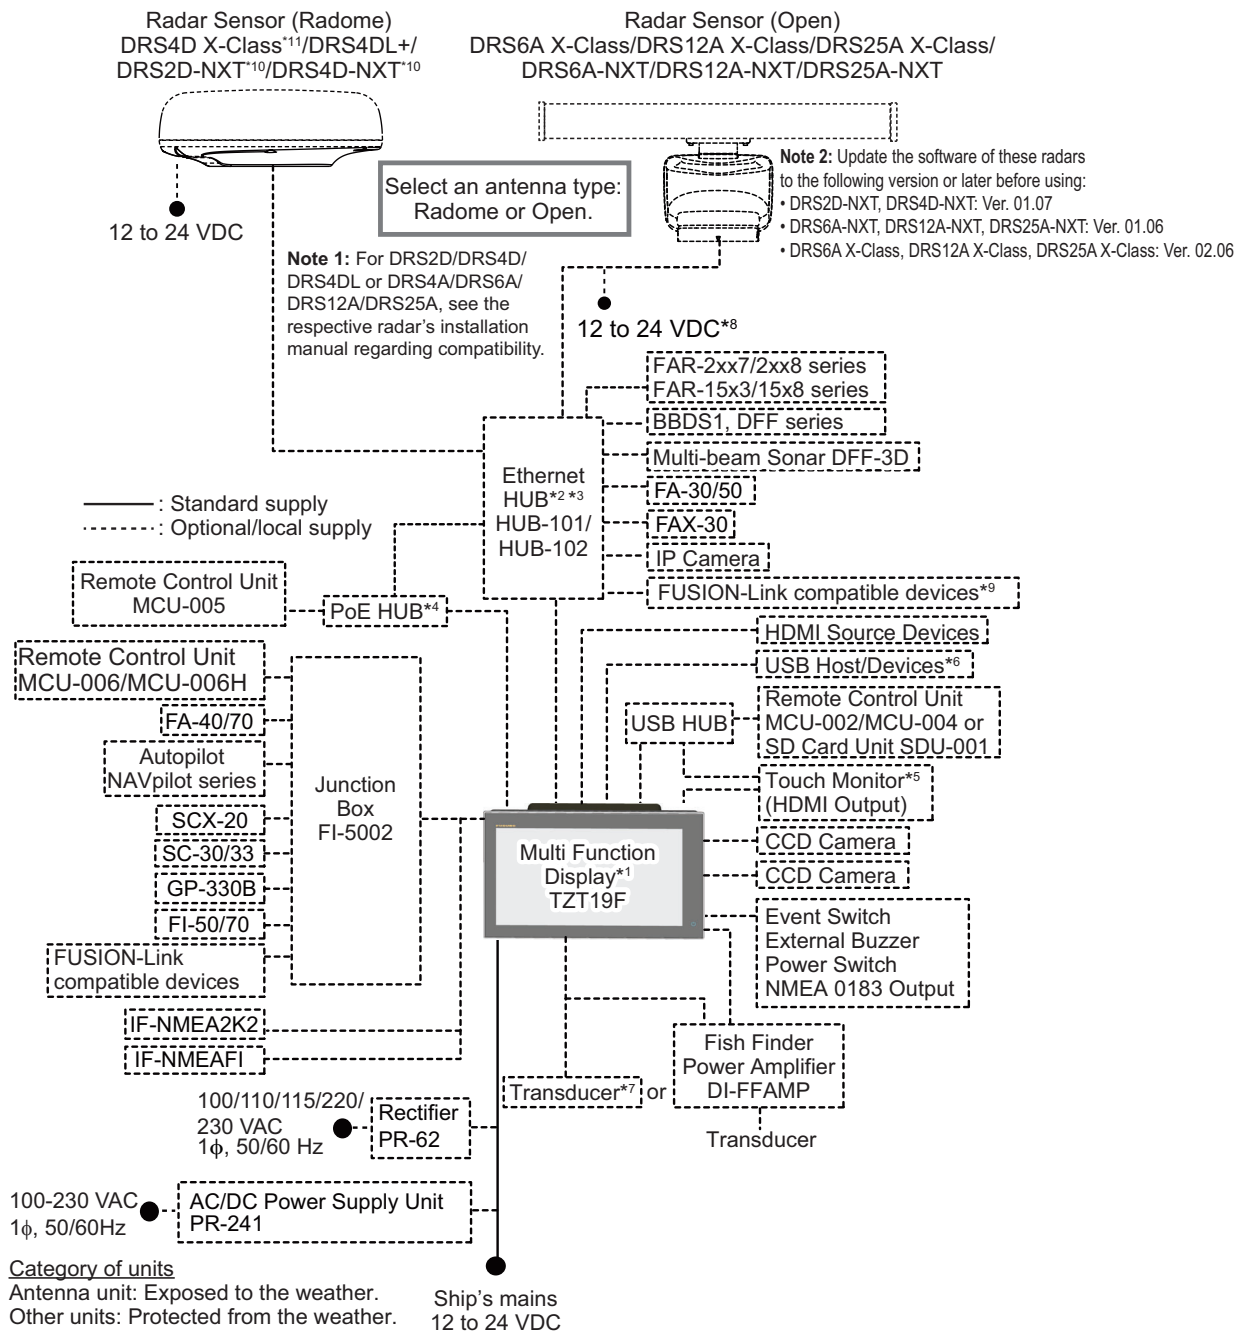 Radar Sensor (Radome)
DRS4D X-Class*11/DRS4DL+/
DRS2D-NXT*10/DRS4D-NXT*10
Radar Sensor (Open)
DRS6A X-Class/DRS12A X-Class/DRS25A X-Class/
DRS6A-NXT/DRS12A-NXT/DRS25A-NXT
12 to 24 VDC
Select an antenna type:
Radome or Open.
Note 2: Update the software of these radars
to the following version or later before using:
• DRS2D-NXT, DRS4D-NXT: Ver. 01.07
• DRS6A-NXT, DRS12A-NXT, DRS25A-NXT: Ver. 01.06
• DRS6A X-Class, DRS12A X-Class, DRS25A X-Class: Ver. 02.06
Note 1: For DRS2D/DRS4D/
DRS4DL or DRS4A/DRS6A/
DRS12A/DRS25A, see the
respective radar's installation
manual regarding compatibility.
12 to 24 VDC*8
FAR-2xx7/2xx8 series
FAR-15x3/15x8 series
BBDS1, DFF series
Multi-beam Sonar DFF-3D
FA-30/50
FAX-30
IP Camera
FUSION-Link compatible devices*9
Ethernet
HUB*2 *3
HUB-101/
HUB-102
: Standard supply
: Optional/local supply
Remote Control Unit
MCU-005
PoE HUB*4
HDMI Source Devices
USB Host/Devices*6
USB HUB
Remote Control Unit
MCU-002/MCU-004 or
SD Card Unit SDU-001
Touch Monitor*5
(HDMI Output)
CCD Camera
CCD Camera
Event Switch
External Buzzer
Power Switch
NMEA 0183 Output
Remote Control Unit
MCU-006/MCU-006H
FA-40/70
Autopilot
NAVpilot series
SCX-20
SC-30/33
GP-330B
FI-50/70
FUSION-Link
compatible devices
Junction
Box
FI-5002
Multi Function
Display*1
TZT19F
IF-NMEA2K2
IF-NMEAFI
Transducer*7 or
Fish Finder
Power Amplifier
DI-FFAMP
Transducer
100/110/115/220/
230 VAC
1ϕ, 50/60 Hz
Rectifier
PR-62
100-230 VAC
1ϕ, 50/60Hz
AC/DC Power Supply Unit
PR-241
Category of units
Antenna unit: Exposed to the weather.
Other units: Protected from the weather.
Ship's mains
12 to 24 VDC